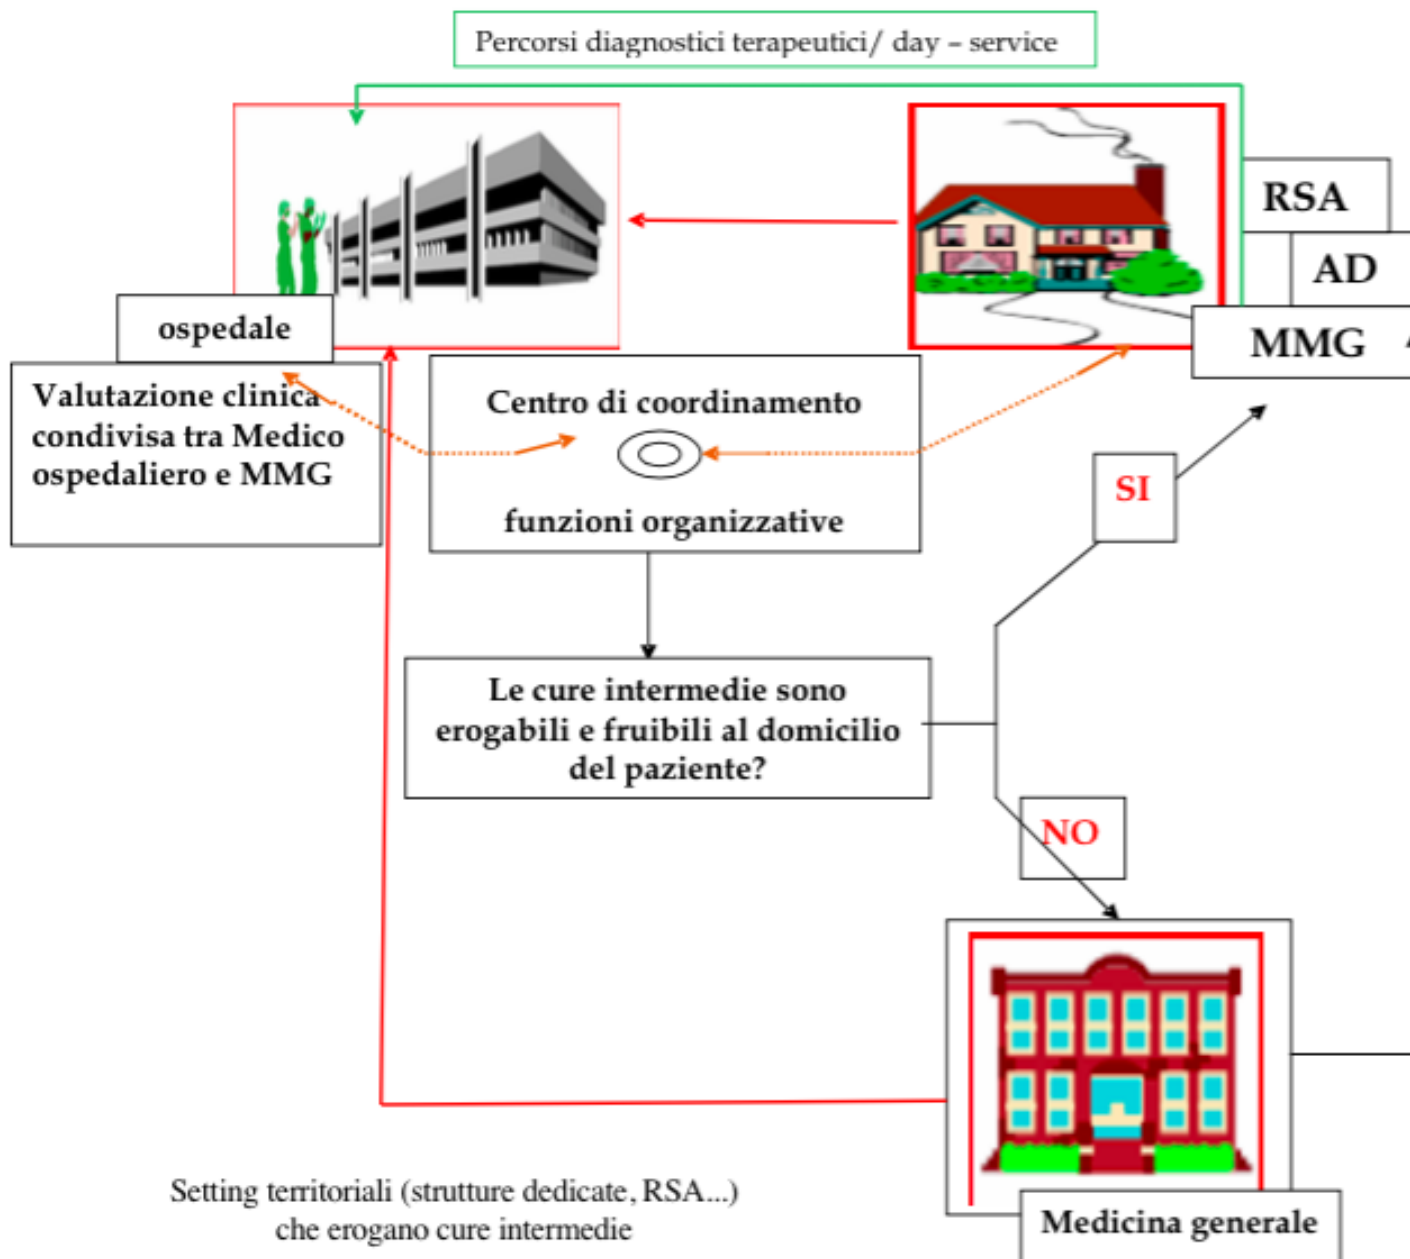 Percorsi diagnostici terapeutici/ day – service
RSA
AD
MMG
ospedale
Valutazione clinica
condivisa tra Medico
ospedaliero e MMG
Centro di coordinamento
funzioni organizzative
SI
Le cure intermedie sono
erogabili e fruibili al domicilio
del paziente?
NO
Setting territoriali (strutture dedicate, RSA...)
che erogano cure intermedie
Medicina generale